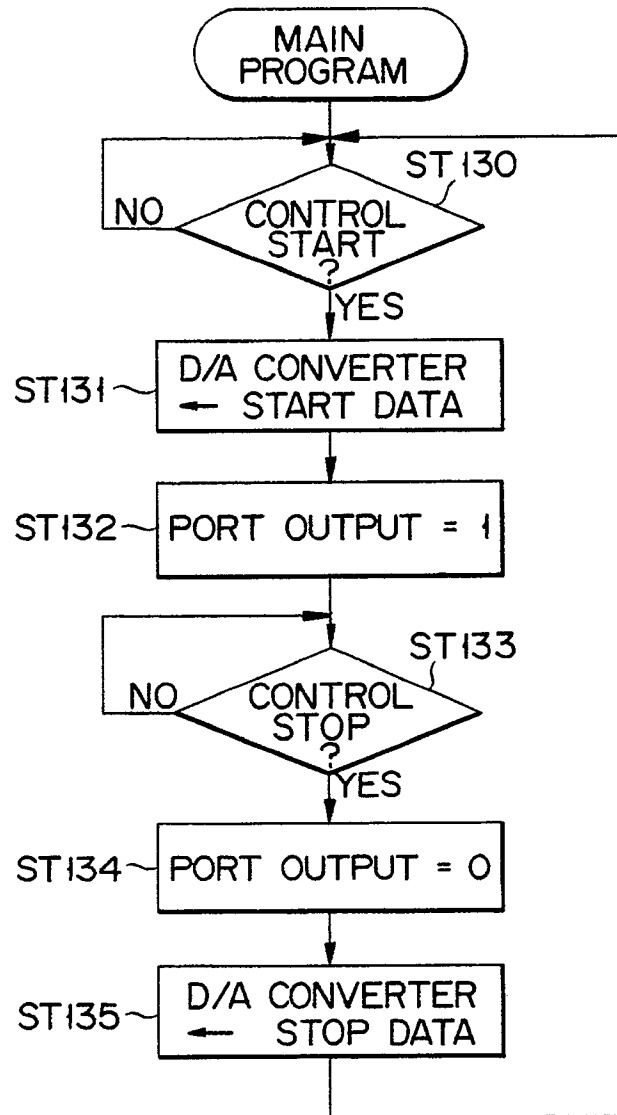 MAIN
PROGRAM
ST130
NO
CONTROL
START
?
YES
ST131
D/A CONVERTER
← START DATA
ST132
PORT OUTPUT = 1
ST133
NO
CONTROL
STOP
?
YES
ST134
PORT OUTPUT = 0
ST135
D/A CONVERTER
← STOP DATA